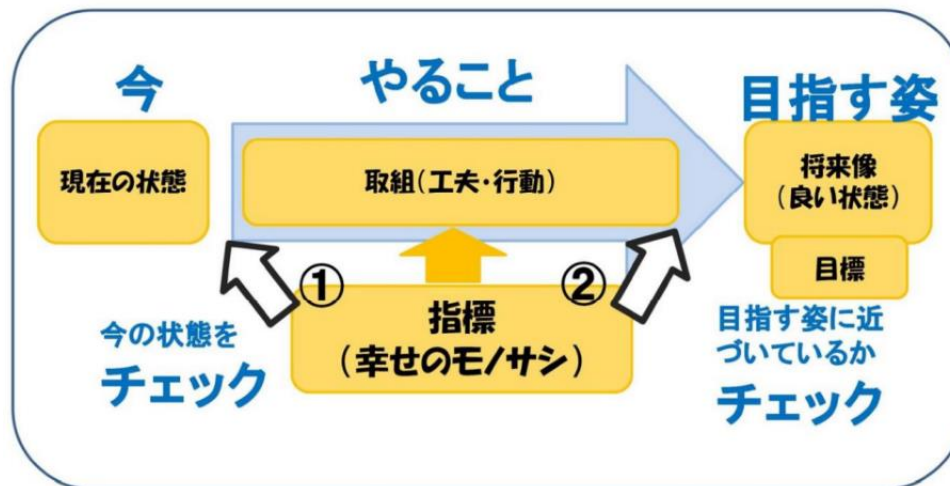 今
やること
目指す姿
現在の状態
取組(工夫・行動)
将来像
(良い状態)
目標
①
②
指標
(幸せのモノサシ)
今の状態を
チェック
目指す姿に近
づいているか
チェック